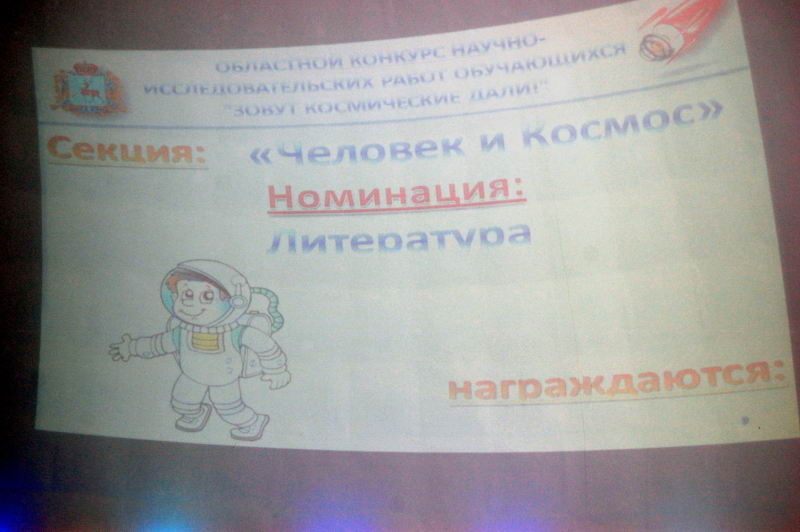 ОБЛАСТНОЙ КОНКУРС НАУЧНО-
ИССЛЕДОВАТЕЛЬСКИХ РАБОТ ОБУЧАЮЩИХСЯ
"ЗОВУТ КОСМИЧЕСКИЕ ДАЛИ!"
Секция: «Человек и Космос»
Номинация:
Литература
награждаются: